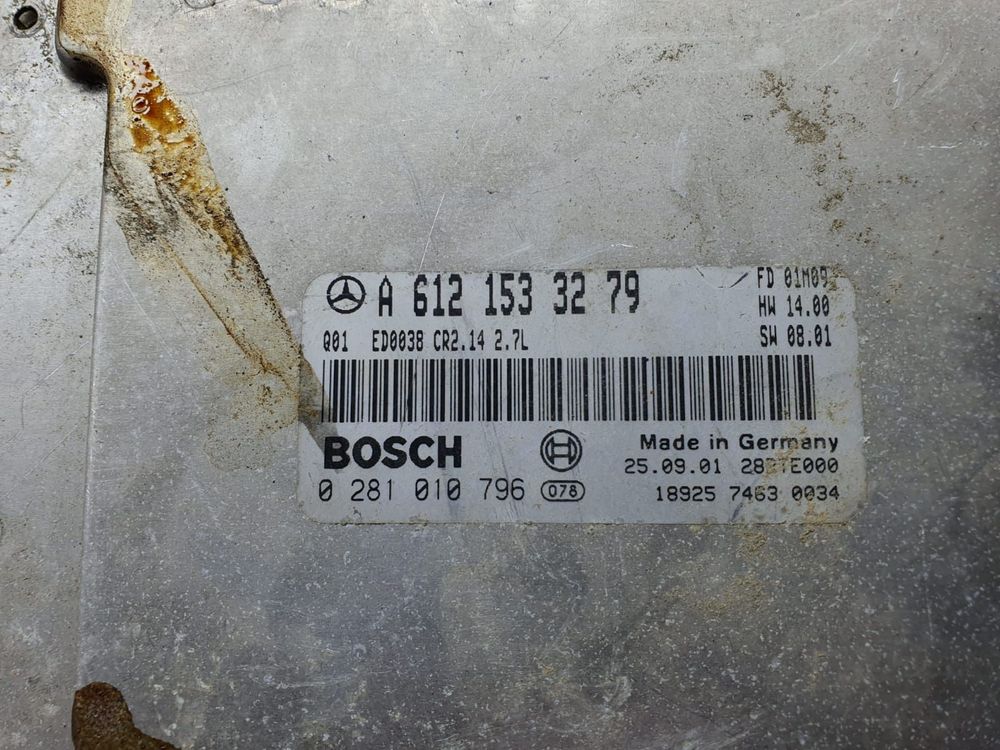 A 612 153 32 79
FD 01M09
HW 14.00
Q01 ED0038 CR2.14 2.7L
SW 08.01
BOSCH
Made in Germany
25.09.01
0 281 010 796 078
18925 7463 0034